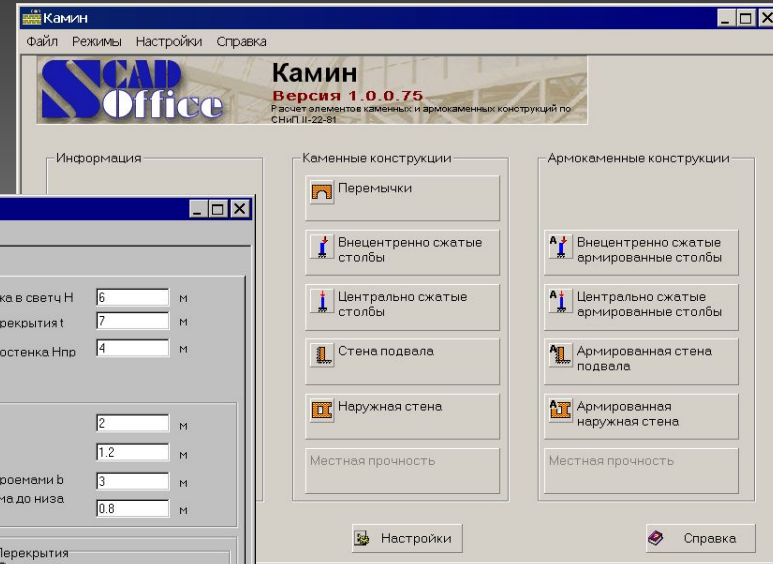 Камин
Файл Режимы Настройки Справка
SCAD
Office
Камин
Версия 1.0.0.75
Расчет элементов каменных и армокаменных конструкций по
СНиП II-22-81
Информация
Каменные конструкции
Перемычки
Внецентренно сжатые
столбы
Центрально сжатые
столбы
Стена подвала
Наружная стена
Местная прочность
Армокаменные конструкции
Внецентренно сжатые
армированные столбы
Центрально сжатые
армированные столбы
Армированная стена
подвала
Армированная
наружная стена
Местная прочность
Настройки
Справка
ка в свету H 6 м
рекрытия t 7 м
остенка Hпр 4 м
2 м
1.2 м
роемами b 3 м
ма до низа
0.8 м
Перекрытия